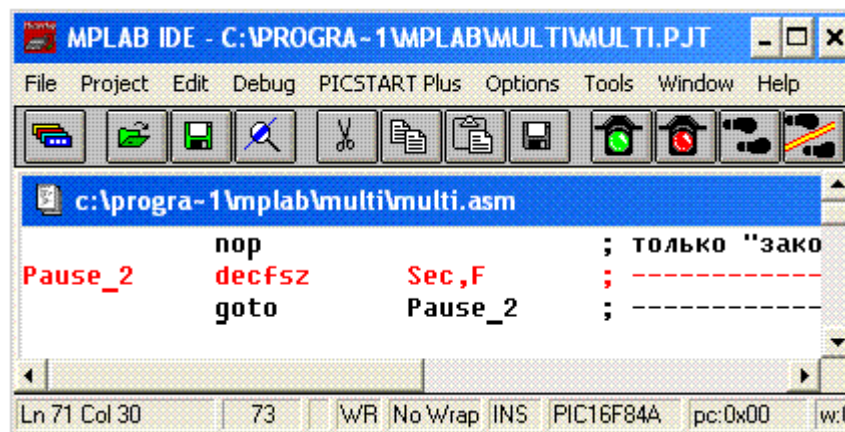 MPLAB IDE - C:\PROGRA~1\MPLAB\MULTI\MULTI.PJT
File Project Edit Debug PICSTART Plus Options Tools Window Help
c:\progra~1\mplab\multi\multi.asm
nop ; только "зако
Pause_2 decfsz Sec,F ; ------------
goto Pause_2 ; ------------
Ln 71 Col 30 73 WR No Wrap INS PIC16F84A pc:0x00 w: